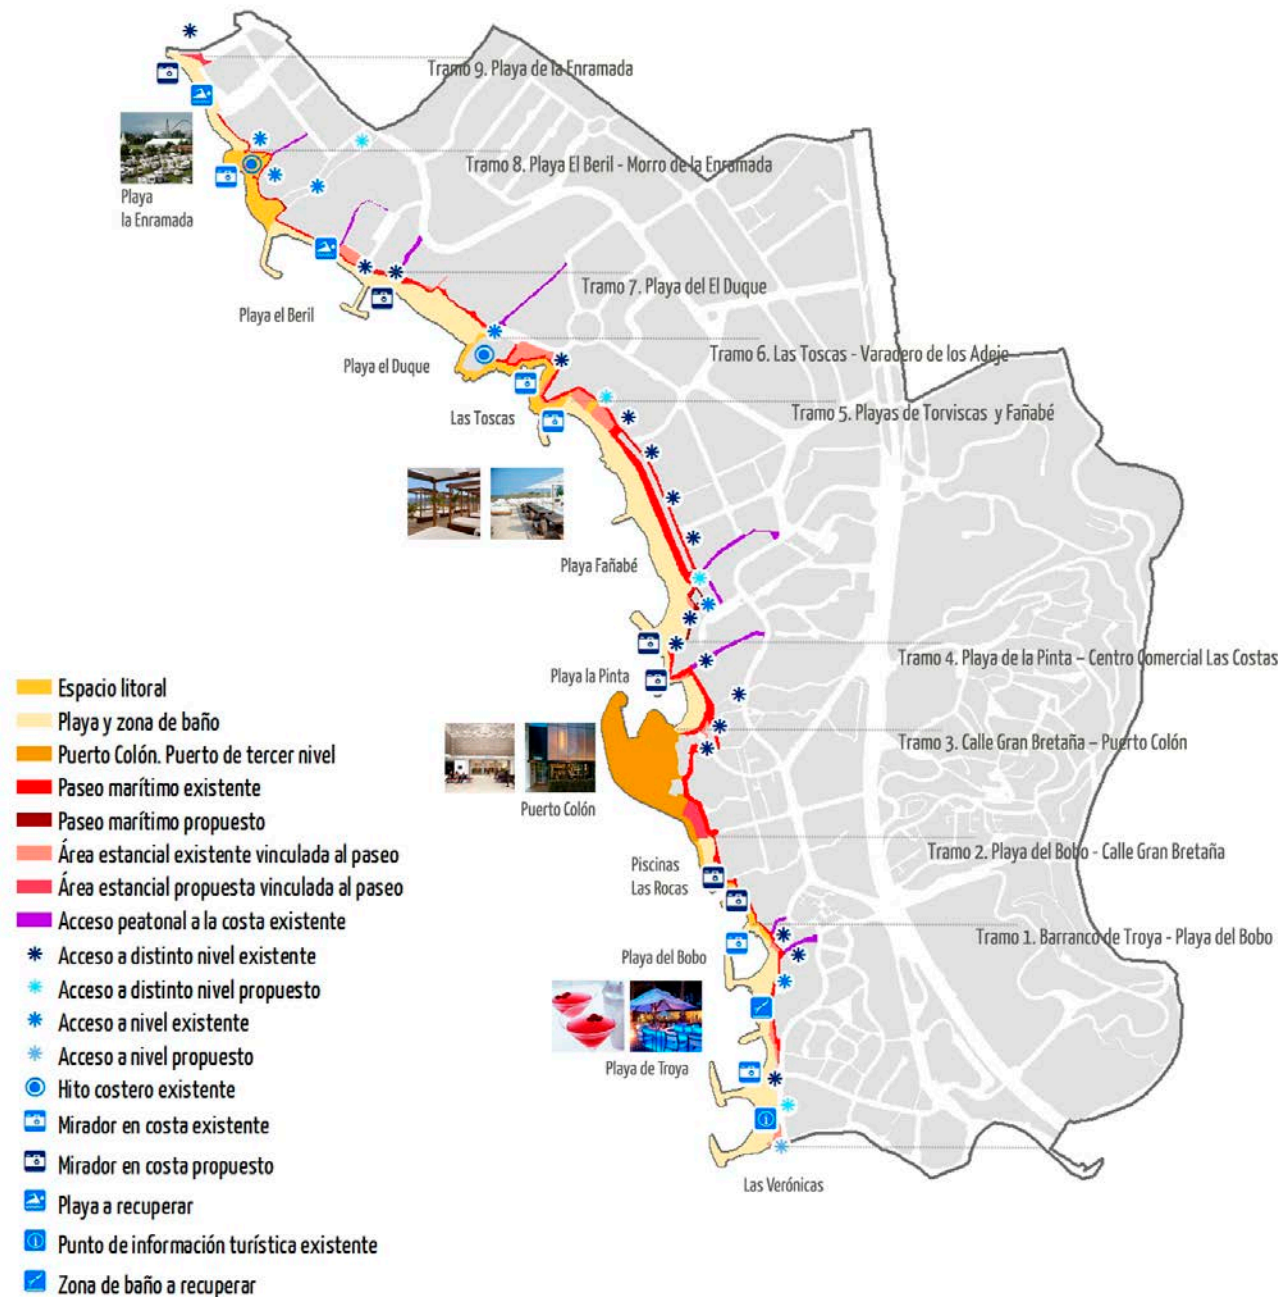 Tramo 9. Playa de la Enramada
Tramo 8. Playa El Beril - Morro de la Enramada
Playa
la Enramada
Tramo 7. Playa del El Duque
Playa el Beril
Tramo 6. Las Toscas - Varadero de los Adeje
Playa el Duque
Tramo 5. Playas de Torviscas y Fañabé
Las Toscas
Playa Fañabé
Tramo 4. Playa de la Pinta – Centro Comercial Las Costas
Playa la Pinta
Tramo 3. Calle Gran Bretaña – Puerto Colón
Puerto Colón
Tramo 2. Playa del Bobo - Calle Gran Bretaña
Piscinas
Las Rocas
Tramo 1. Barranco de Troya - Playa del Bobo
Playa del Bobo
Playa de Troya
Las Verónicas
Espacio litoral
Playa y zona de baño
Puerto Colón. Puerto de tercer nivel
Paseo marítimo existente
Paseo marítimo propuesto
Área estancial existente vinculada al paseo
Área estancial propuesta vinculada al paseo
Acceso peatonal a la costa existente
Acceso a distinto nivel existente
Acceso a distinto nivel propuesto
Acceso a nivel existente
Acceso a nivel propuesto
Hito costero existente
Mirador en costa existente
Mirador en costa propuesto
Playa a recuperar
Punto de información turística existente
Zona de baño a recuperar